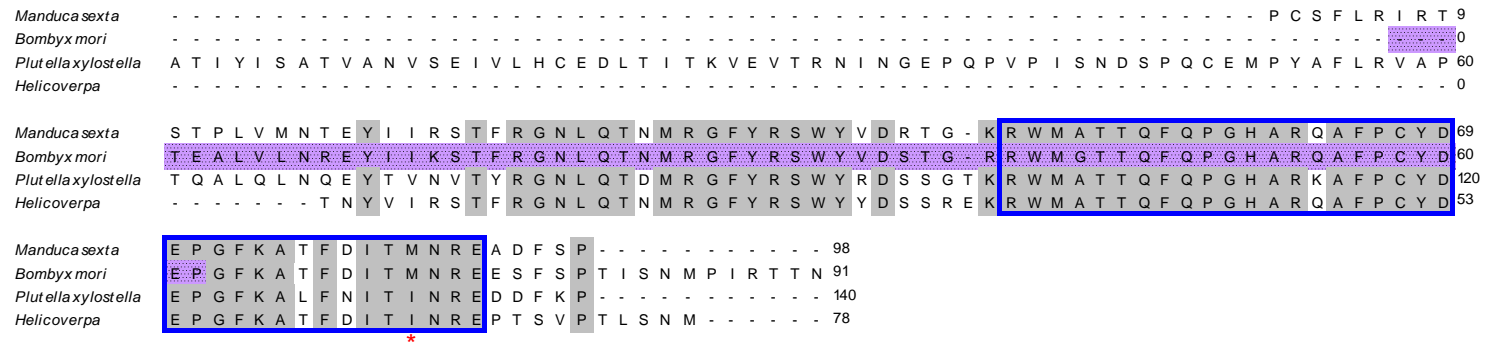 Manduca sexta - - - - - - - - - - - - - - - - - - - - - - - - - - - - - - - - - - - - - - - - - - - - - - - - - - - P C S F L R I R T 9
Bombyx mori - - - - - - - - - - - - - - - - - - - - - - - - - - - - - - - - - - - - - - - - - - - - - - - - - - - - - - - - - - - - 0
Plutella xylostella A T I Y I S A T V A N V S E I V L H C E D L T I T K V E V T R N I N G E P Q P V P I S N D S P Q C E M P Y A F L R V A P 60
Helicoverpa - - - - - - - - - - - - - - - - - - - - - - - - - - - - - - - - - - - - - - - - - - - - - - - - - - - - - - - - - - - - 0
Manduca sexta S T P L V M N T E Y I I R S T F R G N L Q T N M R G F Y R S W Y V D R T G - K R W M A T T Q F Q P G H A R Q A F P C Y D 69
Bombyx mori T E A L V L N R E Y I I K S T F R G N L Q T N M R G F Y R S W Y V D S T G - R R W M G T T Q F Q P G H A R Q A F P C Y D 60
Plutella xylostella T Q A L Q L N Q E Y T V N V T Y R G N L Q T D M R G F Y R S W Y R D S S G T K R W M A T T Q F Q P G H A R K A F P C Y D 120
Helicoverpa - - - - - - - T N Y V I R S T F R G N L Q T N M R G F Y R S W Y Y D S S R E K R W M A T T Q F Q P G H A R Q A F P C Y D 53
Manduca sexta E P G F K A T F D I T M N R E A D F S P - - - - - - - - - - - 98
Bombyx mori E P G F K A T F D I T M N R E E S F S P T I S N M P I R T T N 91
Plutella xylostella E P G F K A L F N I T I N R E D D F K P - - - - - - - - - - - 140
Helicoverpa E P G F K A T F D I T I N R E P T S V P T L S N M - - - - - - 78
*